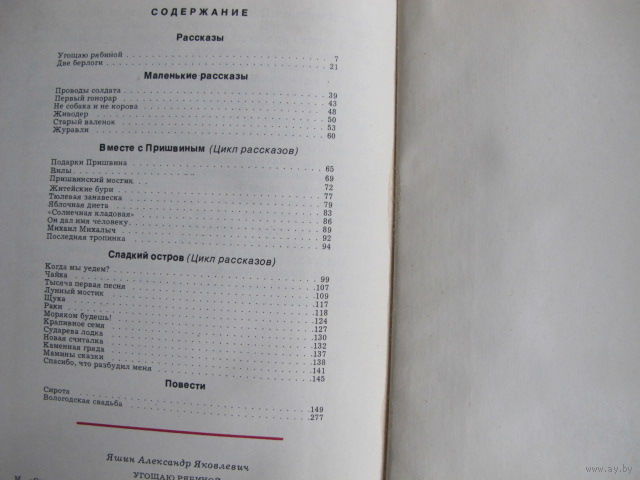 СОДЕРЖАНИЕ
Рассказы
Угощаю рябиной 7
Две берлоги 21
Маленькие рассказы
Проводы солдата 39
Первый гонорар 43
Не собака и не корова 48
Живодер 50
Старый валенок 53
Журавли 60
Вместе с Пришвиным (Цикл рассказов)
Подарки Пришвина 65
Вилы 69
Пришвинский мостик 72
Житейские бури 77
Тюлевая занавеска 79
Яблочная диета 83
«Солнечная кладовая» 86
Он дал имя человеку 89
Михаил Михалыч 92
Последняя тропинка 94
Сладкий остров (Цикл рассказов)
Когда мы уедем? 99
Чайка 107
Тысяча первая песня 109
Лунный мостик 117
Щука 118
Раки 124
Моряком будешь! 127
Крапивное семя 130
Сударева лодка 132
Новая считалка 137
Каменная гряда 138
Мамины сказки 141
Спасибо, что разбудил меня 145
Повести
Сирота 149
Вологодская свадьба 277
Яшин Александр Яковлевич
УГОЩАЮ РЯБИНОЙ
www.ay.by